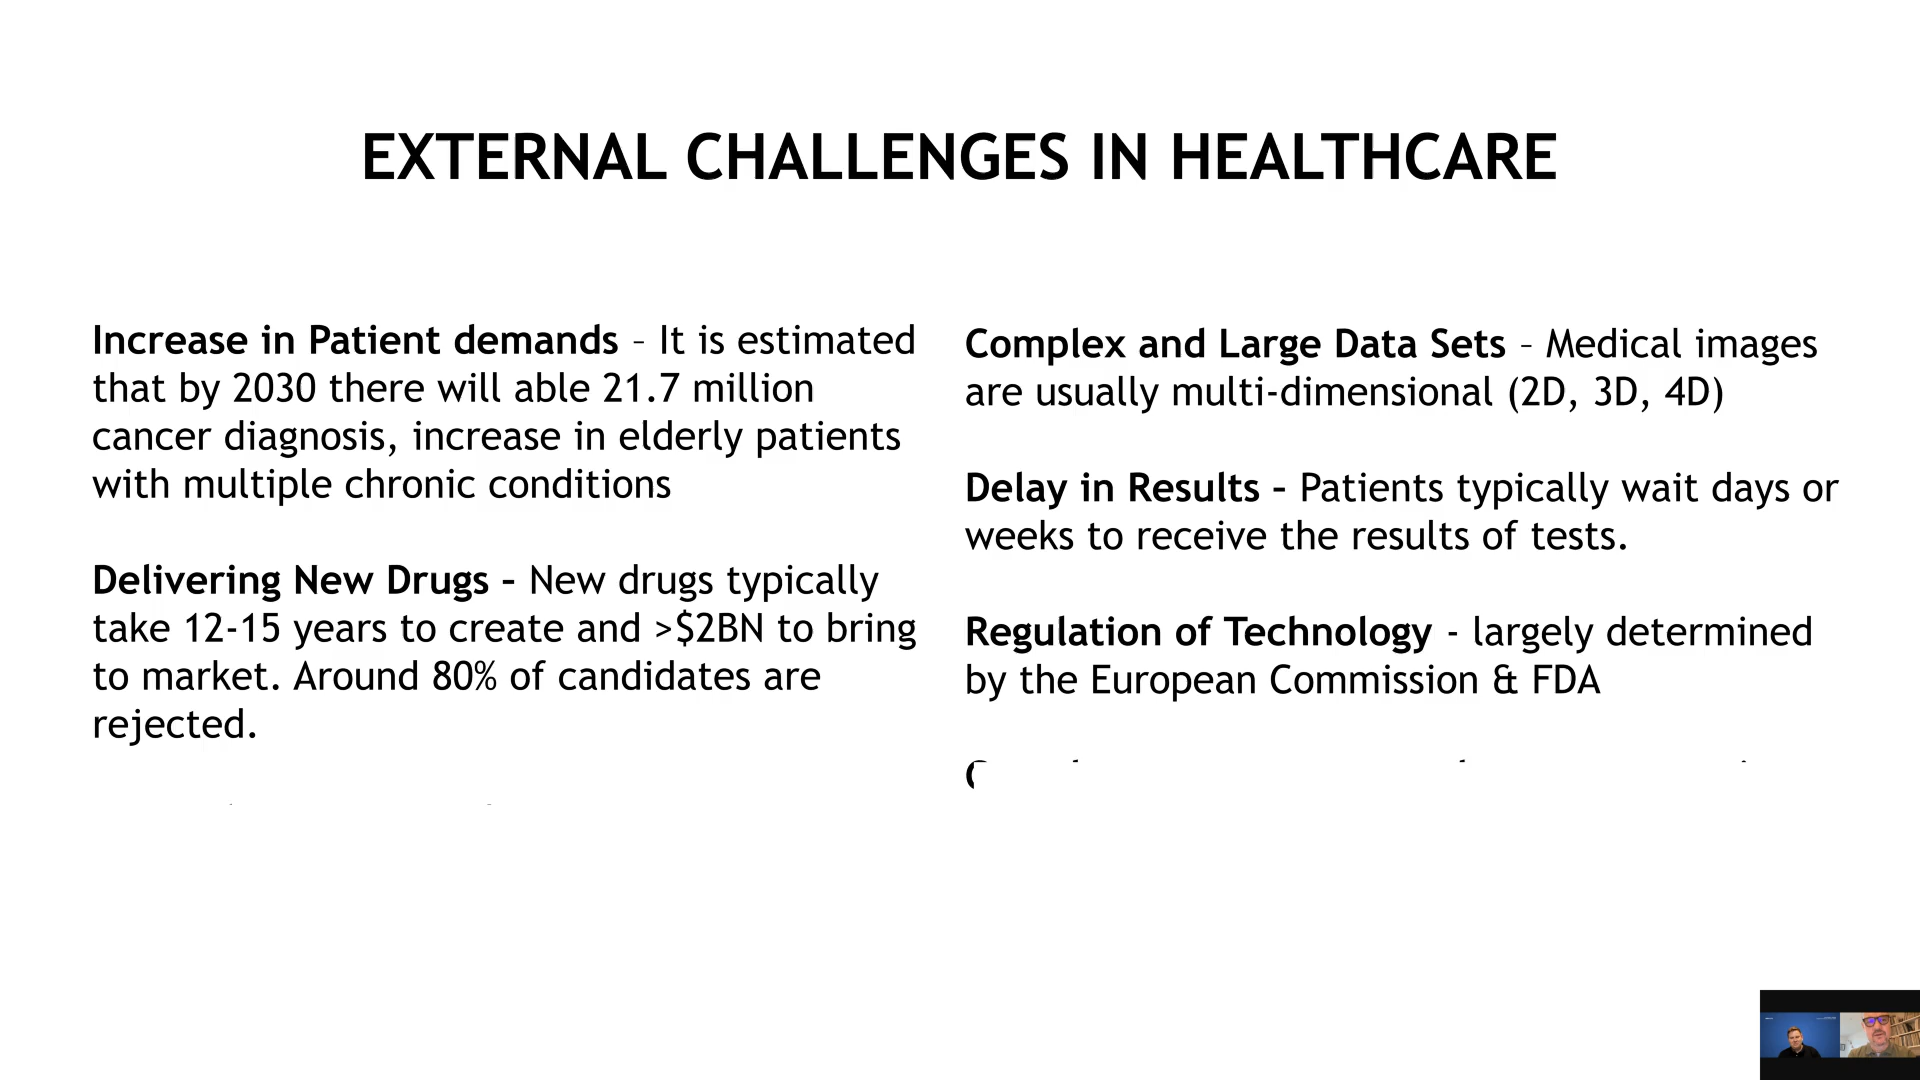 EXTERNAL CHALLENGES IN HEALTHCARE
Increase in Patient demands – It is estimated
that by 2030 there will able 21.7 million
cancer diagnosis, increase in elderly patients
with multiple chronic conditions
Delivering New Drugs – New drugs typically
take 12-15 years to create and >$2BN to bring
to market. Around 80% of candidates are
rejected.
Complex and Large Data Sets – Medical images
are usually multi-dimensional (2D, 3D, 4D)
Delay in Results – Patients typically wait days or
weeks to receive the results of tests.
Regulation of Technology - largely determined
by the European Commission & FDA